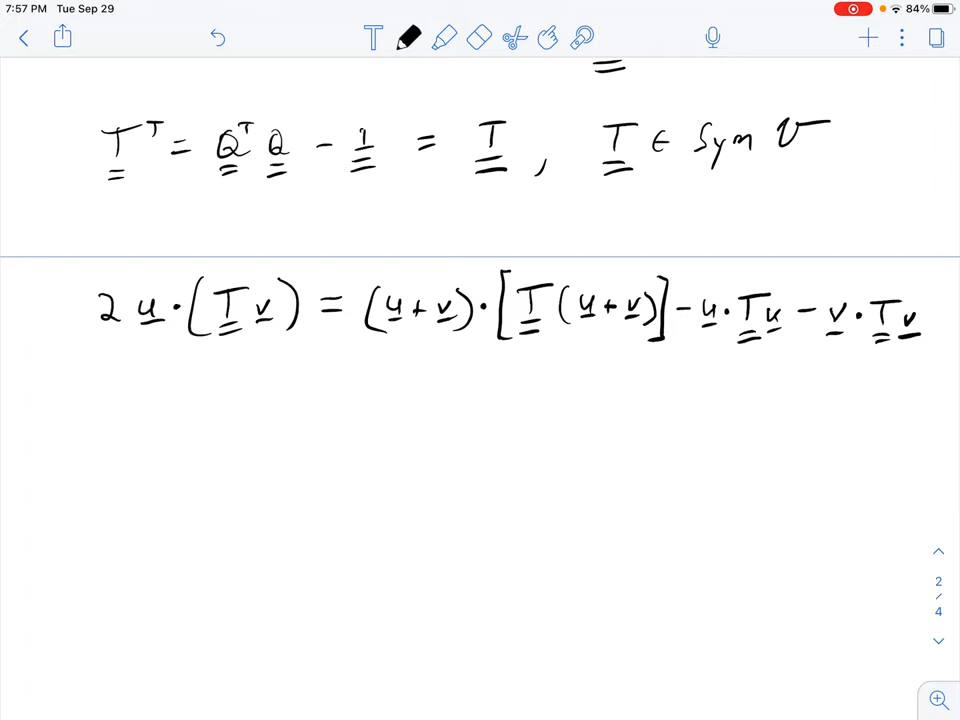 7:57 PM Tue Sep 29 84%
T
T^T = Q^T Q - 1 = T , T ∈ Sym V
2 u · (T v) = (u + v) · [T (u + v)] - u · T u - v · T v
2
/
4